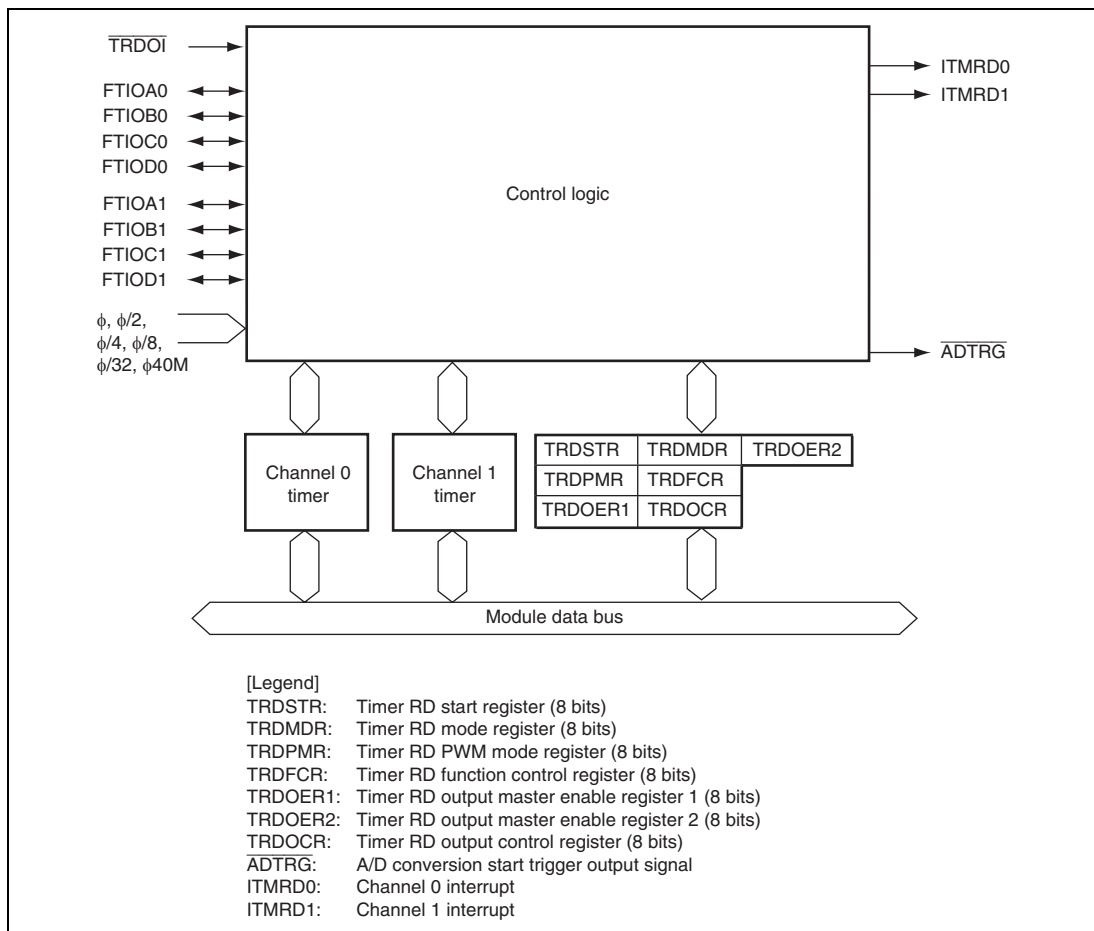 TRDOI
FTIOA0
FTIOB0
FTIOC0
FTIOD0
FTIOA1
FTIOB1
FTIOC1
FTIOD1
ϕ, ϕ/2,
ϕ/4, ϕ/8,
ϕ/32, ϕ40M
Control logic
ITMRD0
ITMRD1
ADTRG
Channel 0
timer
Channel 1
timer
TRDSTR TRDMDR TRDOER2
TRDPMR TRDFCR
TRDOER1 TRDOCR
Module data bus
[Legend]
TRDSTR: Timer RD start register (8 bits)
TRDMDR: Timer RD mode register (8 bits)
TRDPMR: Timer RD PWM mode register (8 bits)
TRDFCR: Timer RD function control register (8 bits)
TRDOER1: Timer RD output master enable register 1 (8 bits)
TRDOER2: Timer RD output master enable register 2 (8 bits)
TRDOCR: Timer RD output control register (8 bits)
ADTRG: A/D conversion start trigger output signal
ITMRD0: Channel 0 interrupt
ITMRD1: Channel 1 interrupt